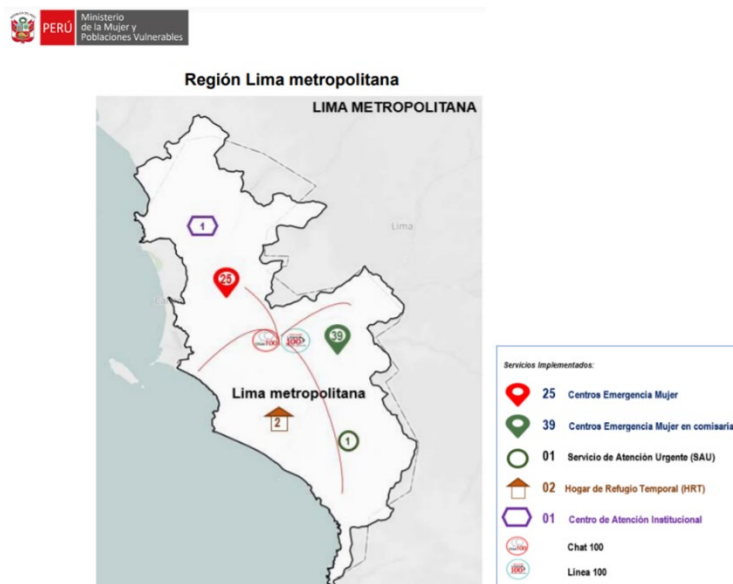 PERÚ
Ministerio
de la Mujer y
Poblaciones Vulnerables
Región Lima metropolitana
LIMA METROPOLITANA
1
Lima
25
39
Lima metropolitana
2
1
Servicios Implementados:
25 Centros Emergencia Mujer
39 Centros Emergencia Mujer en comisaría
01 Servicio de Atención Urgente (SAU)
02 Hogar de Refugio Temporal (HRT)
01 Centro de Atención Institucional
Chat 100
Linea 100